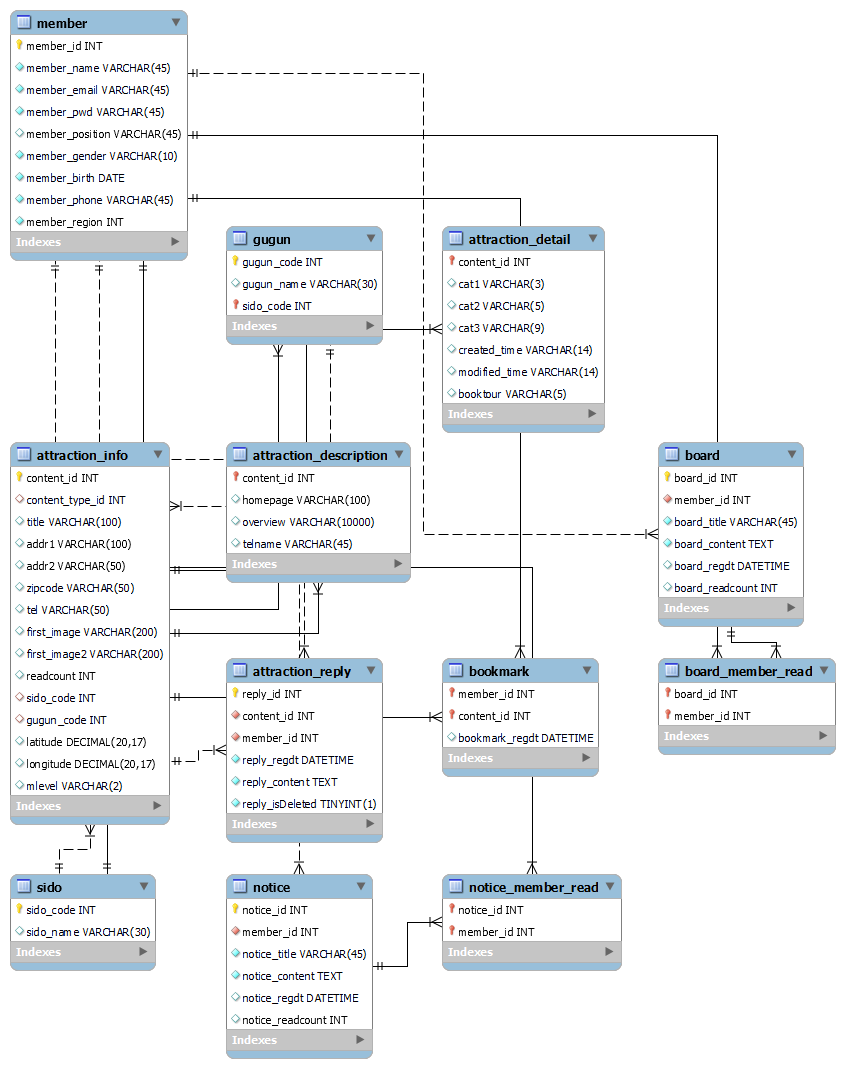 member
member_id INT
member_name VARCHAR(45)
member_email VARCHAR(45)
member_pwd VARCHAR(45)
member_position VARCHAR(45)
member_gender VARCHAR(10)
member_birth DATE
member_phone VARCHAR(45)
member_region INT
Indexes
gugun
gugun_code INT
gugun_name VARCHAR(30)
sido_code INT
Indexes
attraction_detail
content_id INT
cat1 VARCHAR(3)
cat2 VARCHAR(5)
cat3 VARCHAR(9)
created_time VARCHAR(14)
modified_time VARCHAR(14)
booktour VARCHAR(5)
Indexes
attraction_info
content_id INT
content_type_id INT
title VARCHAR(100)
addr1 VARCHAR(100)
addr2 VARCHAR(50)
zipcode VARCHAR(50)
tel VARCHAR(50)
first_image VARCHAR(200)
first_image2 VARCHAR(200)
readcount INT
sido_code INT
gugun_code INT
latitude DECIMAL(20,17)
longitude DECIMAL(20,17)
mlevel VARCHAR(2)
Indexes
attraction_description
content_id INT
homepage VARCHAR(100)
overview VARCHAR(10000)
telname VARCHAR(45)
Indexes
board
board_id INT
member_id INT
board_title VARCHAR(45)
board_content TEXT
board_regdt DATETIME
board_readcount INT
Indexes
attraction_reply
reply_id INT
content_id INT
member_id INT
reply_regdt DATETIME
reply_content TEXT
reply_isDeleted TINYINT(1)
Indexes
bookmark
member_id INT
content_id INT
bookmark_regdt DATETIME
Indexes
board_member_read
board_id INT
member_id INT
Indexes
sido
sido_code INT
sido_name VARCHAR(30)
Indexes
notice
notice_id INT
member_id INT
notice_title VARCHAR(45)
notice_content TEXT
notice_regdt DATETIME
notice_readcount INT
Indexes
notice_member_read
notice_id INT
member_id INT
Indexes